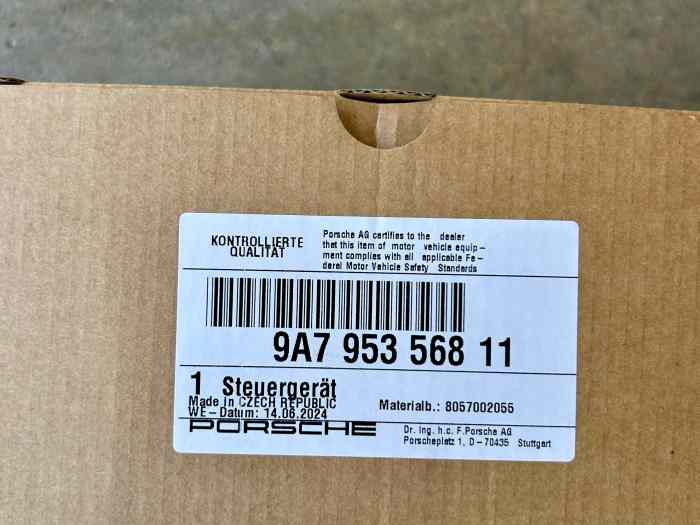 KONTROLLIERTE
QUALITÄT
Porsche AG certifies to the dealer
that this item of motor vehicle equip-
ment complies with all applicable Fe-
deral Motor Vehicle Safety Standards
9A7 953 568 11
1 Steuergerät
Made in CZECH REPUBLIC
WE-Datum: 14.06.2024
Materialb.: 8057002055
PORSCHE
Dr. Ing. h.c. F.Porsche AG
Porscheplatz 1, D-70435 Stuttgart